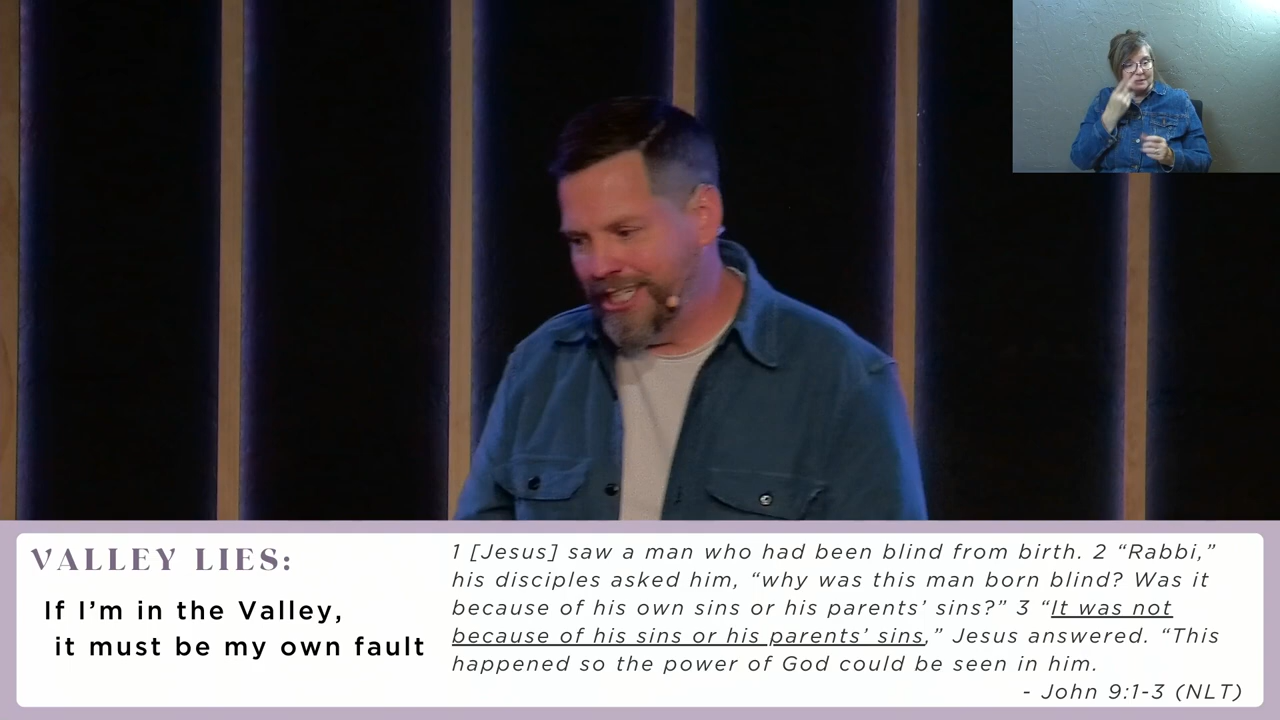 VALLEY LIES:
If I’m in the Valley,
it must be my own fault
1 [Jesus] saw a man who had been blind from birth. 2 “Rabbi,”
his disciples asked him, “why was this man born blind? Was it
because of his own sins or his parents’ sins?” 3 “It was not
because of his sins or his parents’ sins,” Jesus answered. “This
happened so the power of God could be seen in him.
- John 9:1-3 (NLT)